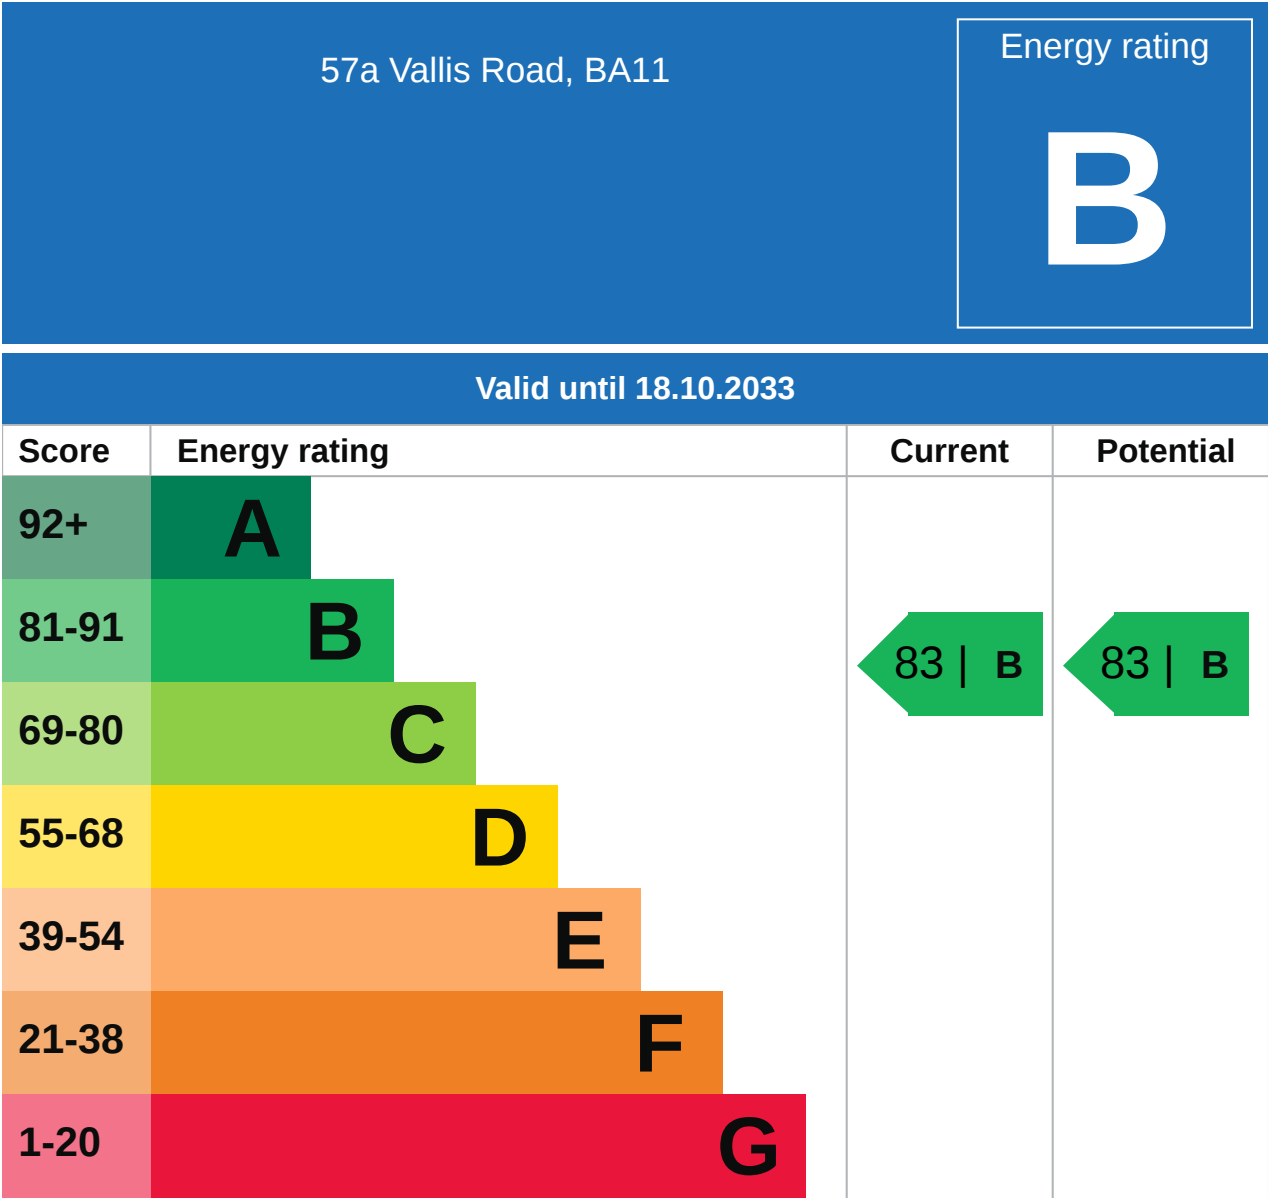 57a Vallis Road, BA11
Energy rating
B
Valid until 18.10.2033
Score Energy rating Current Potential
92+ A
81-91 B
83 | B 83 | B
69-80 C
55-68 D
39-54 E
21-38 F
1-20 G